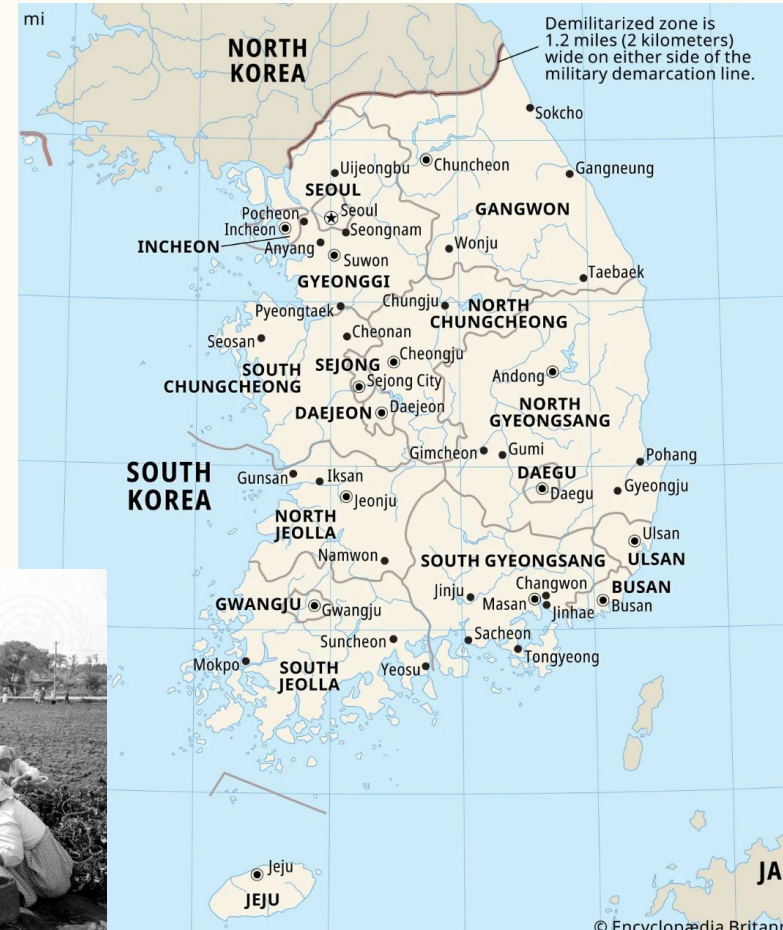 mi
Demilitarized zone is
1.2 miles (2 kilometers)
wide on either side of the
military demarcation line.
NORTH
KOREA
Sokcho
Chuncheon
Uijeongbu
Gangneung
SEOUL
Seoul
Pocheon
Incheon
GANGWON
Seongnam
INCHEON
Anyang
Wonju
Suwon
Taebaek
GYEONGGI
Chungju
NORTH
CHUNGCHEONG
Pyeongtaek
Cheonan
Seosan
Cheongju
SEJONG
SOUTH
CHUNGCHEONG
Sejong City
Andong
DAEJEON
Daejeon
NORTH
GYEONGSANG
Gimcheon
Gumi
Pohang
SOUTH
KOREA
DAEGU
Daegu
Gyeongju
Gunsan
Iksan
Jeonju
NORTH
JEOLLA
Ulsan
ULSAN
Namwon
SOUTH GYEONGSANG
Changwon
BUSAN
Jinju
Masan
Busan
Jinhae
GWANGJU
Gwangju
Suncheon
Sacheon
Tongyeong
Mokpo
SOUTH
JEOLLA
Yeosu
Jeju
JEJU
JA
© Encyclopædia Britan